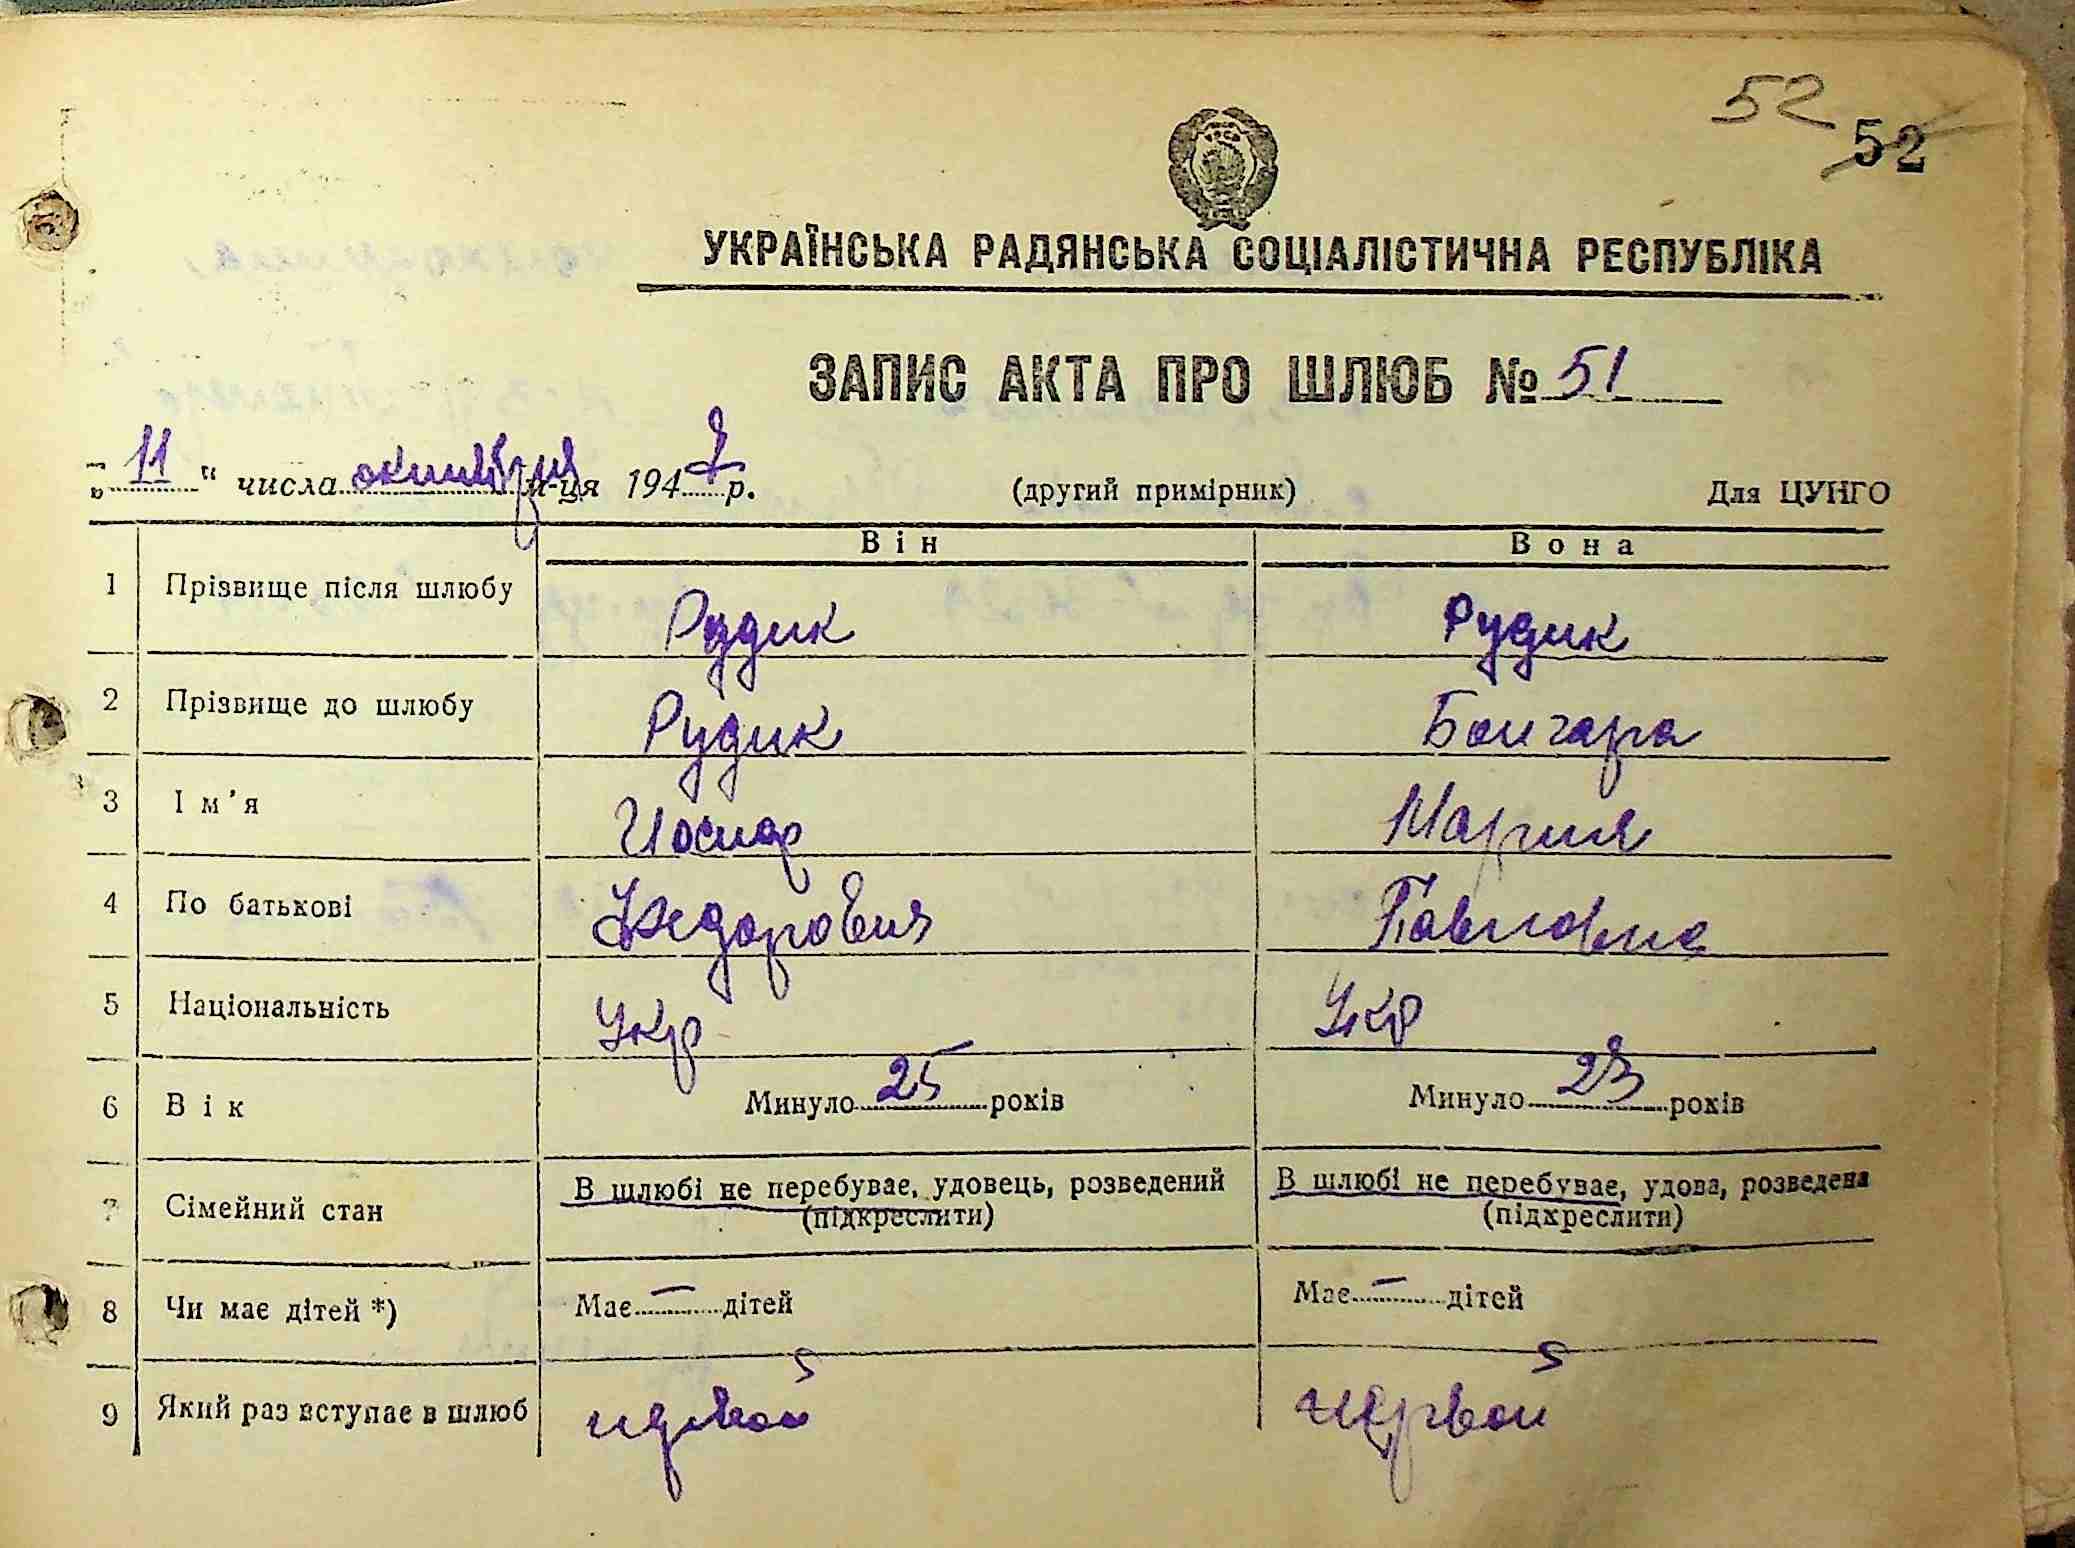 52
52
УКРАЇНСЬКА РАДЯНСЬКА СОЦІАЛІСТИЧНА РЕСПУБЛІКА
ЗАПИС АКТА ПРО ШЛЮБ № 51
„ 11 “ числа октября м-ця 194 р. (другий примірник) Для ЦУНГО
Він Вона
1 Прізвище після шлюбу Рудик Рудик
2 Прізвище до шлюбу Рудик
3 Ім'я Иосиф Мария
4 По батькові Федорович Павловна
5 Національність Укр Укр
6 Вік Минуло 25 років Минуло 23 років
7 Сімейний стан В шлюбі не перебуває, удовець, розведений В шлюбі не перебуває, удова, розведена
(підкреслити) (підкреслити)
8 Чи має дітей *) Має — дітей Має — дітей
9 Який раз вступає в шлюб первой первой